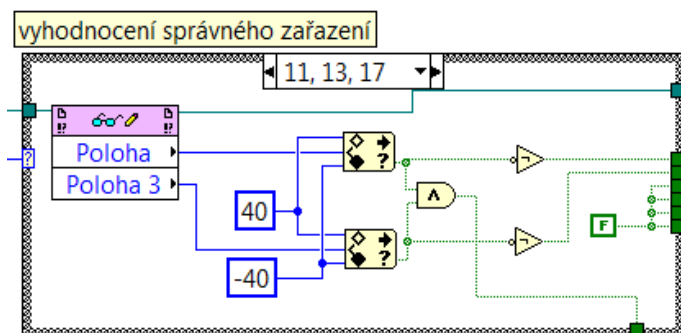 vyhodnocení správného zařazení
11, 13, 17
Poloha
Poloha 3
40
-40
F